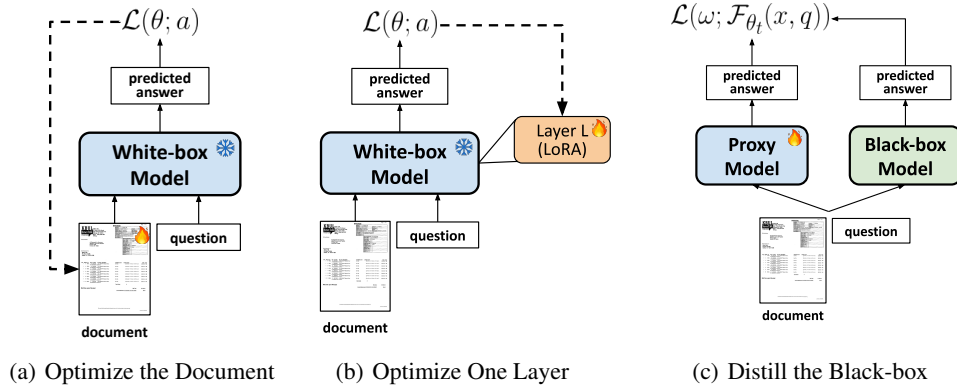 L(θ; a)
predicted
answer
White-box
Model
question
document
(a) Optimize the Document
L(θ; a)
predicted
answer
White-box
Model
Layer L
(LoRA)
question
document
(b) Optimize One Layer
L(ω; F_{θ_t}(x, q))
predicted
answer
predicted
answer
Proxy
Model
Black-box
Model
question
document
(c) Distill the Black-box